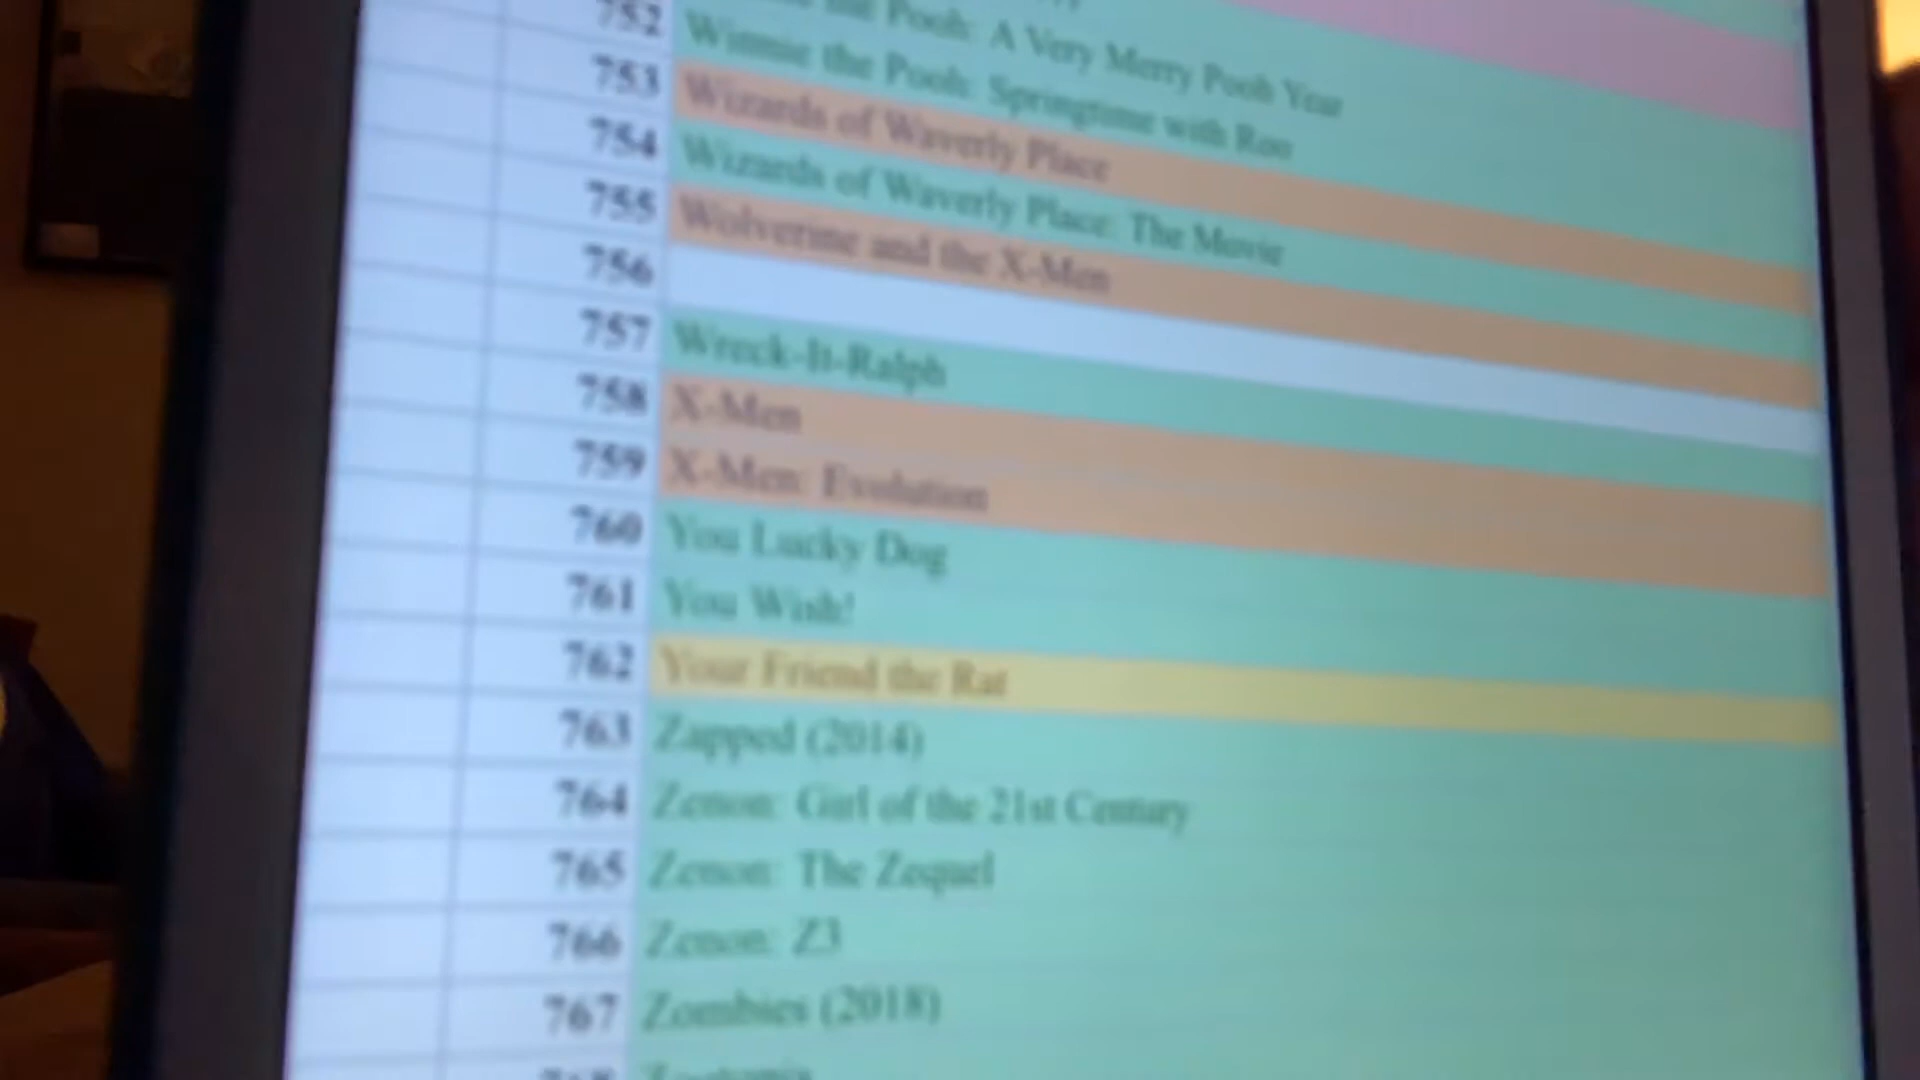 Pooh: A Very Merry Pooh Year
752 Winnie the Pooh: Springtime with Roo
753 Wizards of Waverly Place
754 Wizards of Waverly Place: The Movie
755 Wolverine and the X-Men
756
757 Wreck-It-Ralph
758 X-Men
759 X-Men: Evolution
760 You Lucky Dog
761 You Wish!
762 Your Friend the Rat
763 Zapped (2014)
764 Zenon: Girl of the 21st Century
765 Zenon: The Zequel
766 Zenon: Z3
767 Zombies (2018)